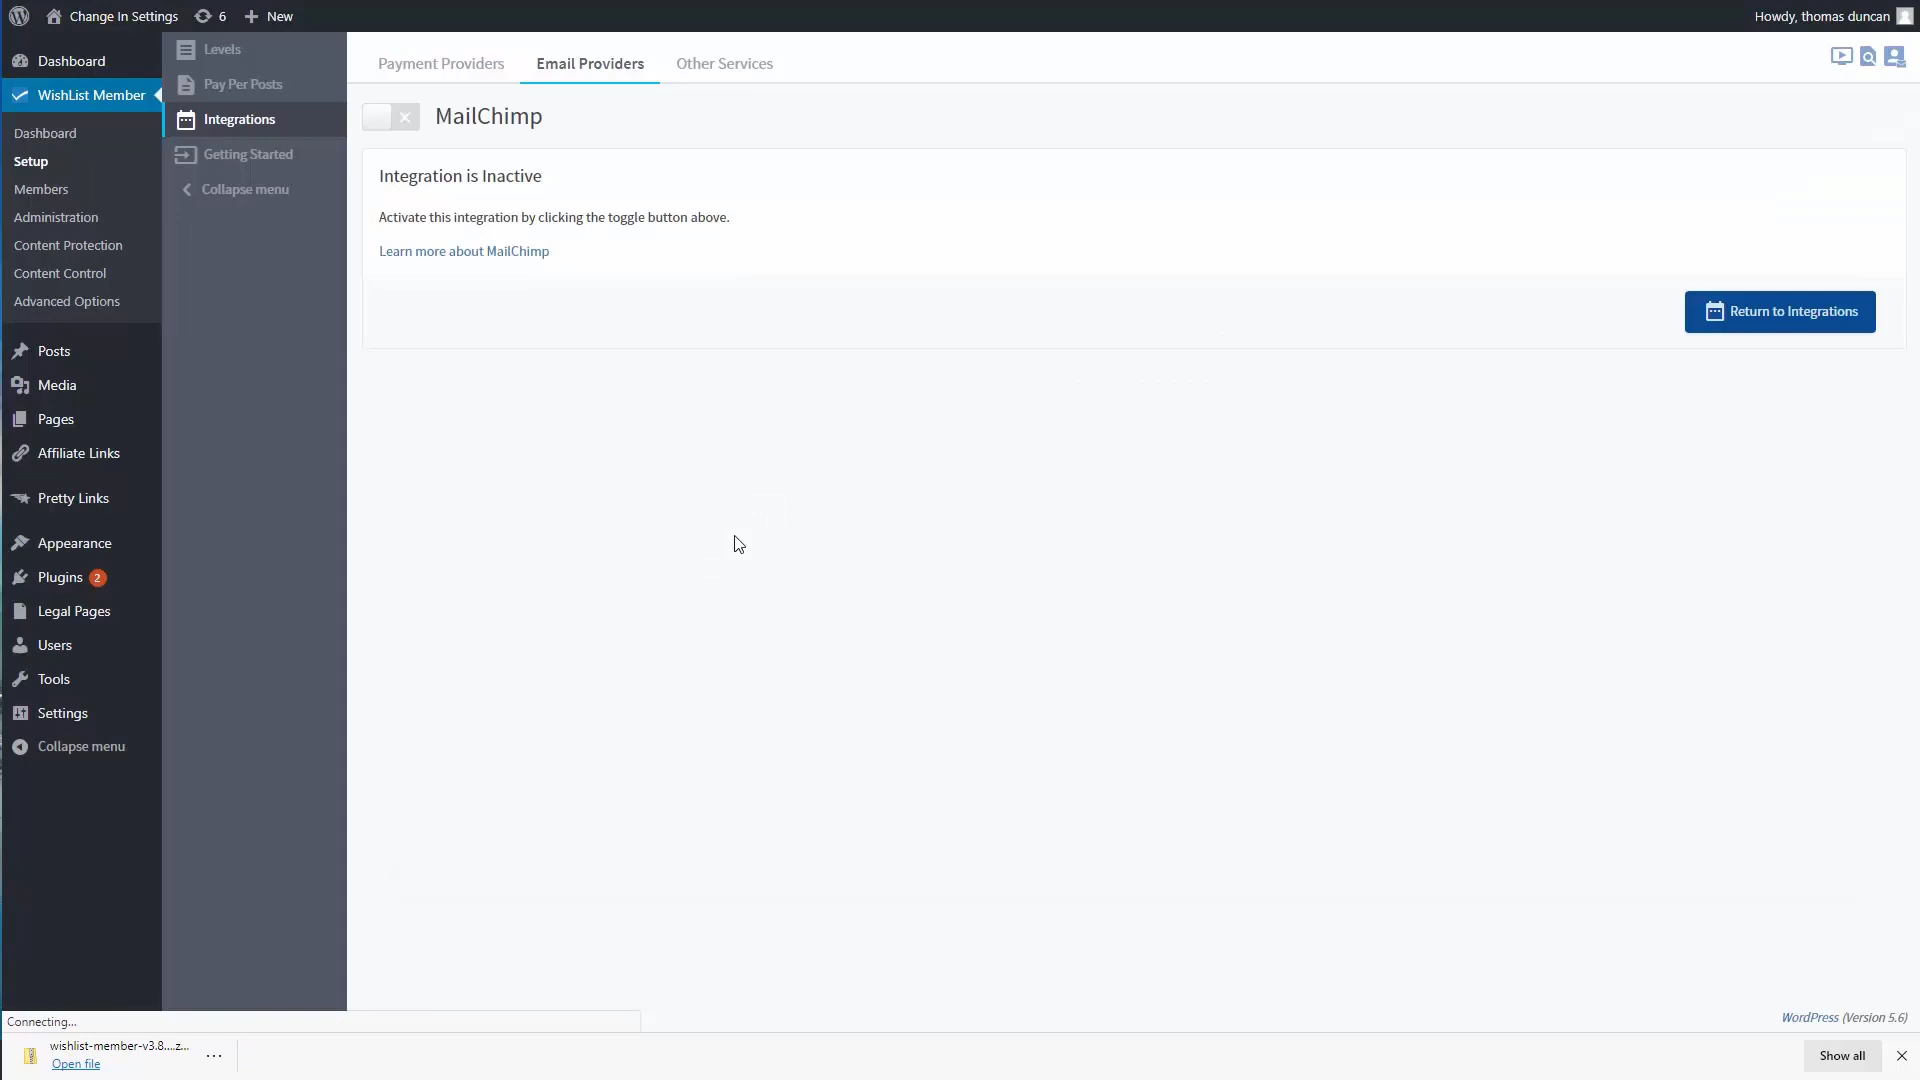 Change In Settings
6
New
Howdy, thomas duncan
Dashboard
WishList Member
Dashboard
Setup
Members
Administration
Content Protection
Content Control
Advanced Options
Posts
Media
Pages
Affiliate Links
Pretty Links
Appearance
Plugins 2
Legal Pages
Users
Tools
Settings
Collapse menu
Levels
Pay Per Posts
Integrations
Getting Started
Collapse menu
Payment Providers
Email Providers
Other Services
MailChimp
Integration is Inactive
Activate this integration by clicking the toggle button above.
Learn more about MailChimp
Return to Integrations
WordPress (Version 5.6)
Connecting...
wishlist-member-v3.8....z...
Open file
Show all